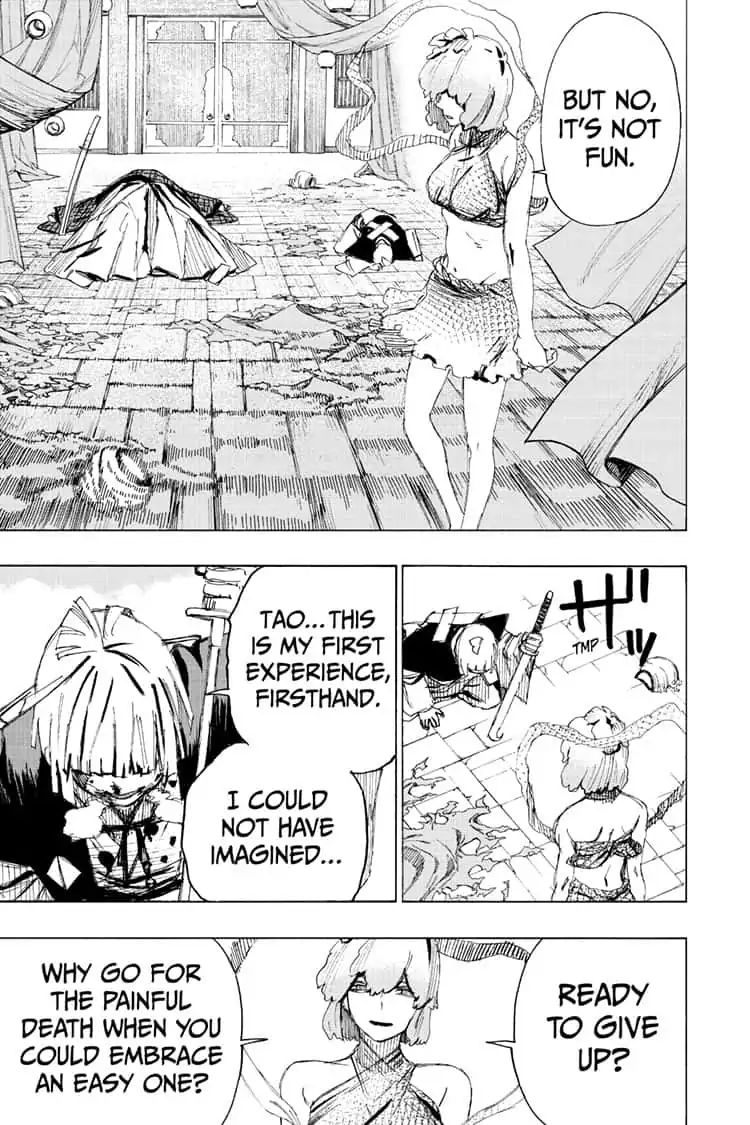 BUT NO,
IT'S NOT
FUN.
ザッ
TMP
TAO...THIS
IS MY FIRST
EXPERIENCE,
FIRSTHAND.
I COULD
NOT HAVE
IMAGINED...
READY
TO GIVE
UP?
WHY GO FOR
THE PAINFUL
DEATH WHEN YOU
COULD EMBRACE
AN EASY ONE?